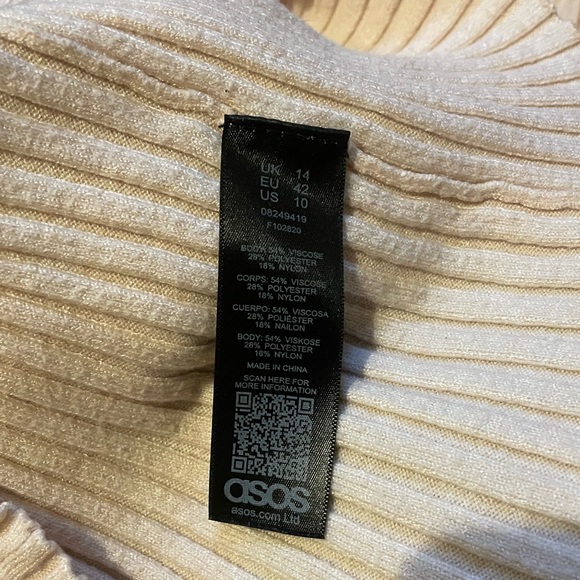 UK 14
EU 42
US 10
08249419
F102820
BODY: 54% VISCOSE
28% POLYESTER
18% NYLON
CORPS: 54% VISCOSE
28% POLYESTER
18% NYLON
CUERPO: 54% VISCOSA
28% POLIÉSTER
18% NAILON
BODY: 54% VISKOSE
28% POLYESTER
18% NYLON
MADE IN CHINA
SCAN HERE FOR
MORE INFORMATION
asos
asos.com Ltd